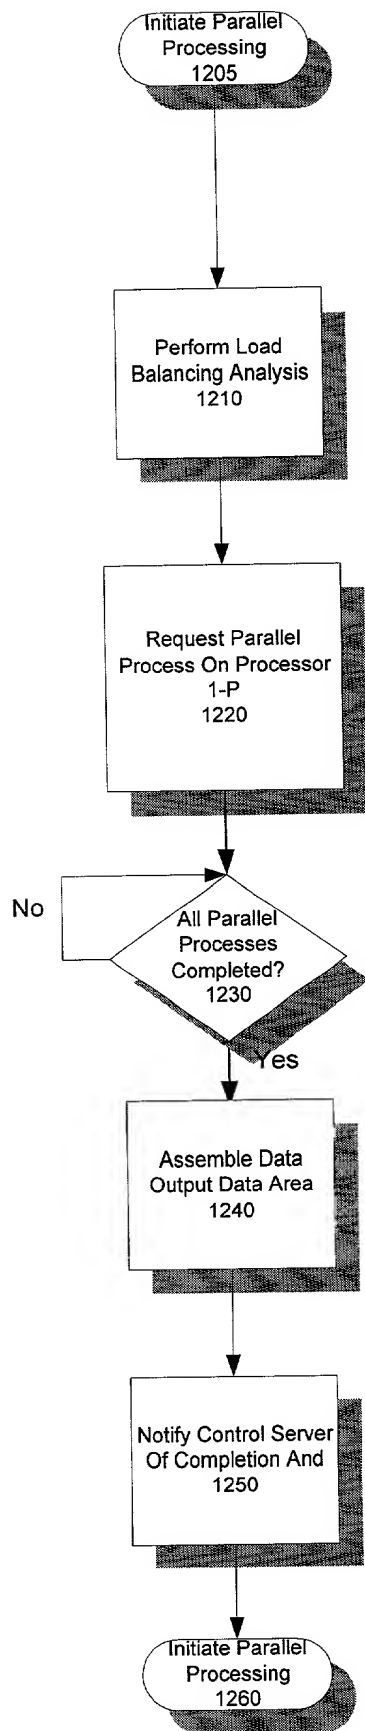 Initiate Parallel
Processing
1205
Perform Load
Balancing Analysis
1210
Request Parallel
Process On Processor
1-P
1220
No
All Parallel
Processes
Completed?
1230
Yes
Assemble Data
Output Data Area
1240
Notify Control Server
Of Completion And
1250
Initiate Parallel
Processing
1260